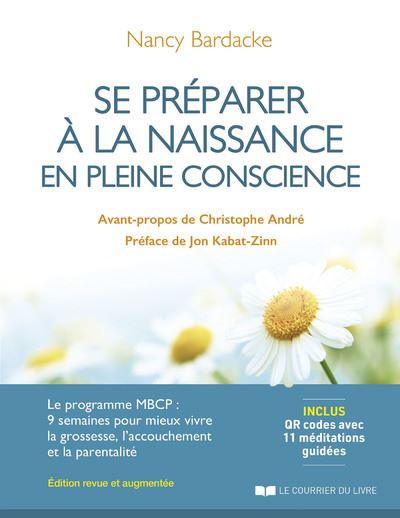 Nancy Bardacke
SE PRÉPARER
À LA NAISSANCE
EN PLEINE CONSCIENCE
Avant-propos de Christophe André
Préface de Jon Kabat-Zinn
Le programme MBCP :
9 semaines pour mieux vivre
la grossesse, l'accouchement
et la parentalité
Édition revue et augmentée
INCLUS
QR codes avec
11 méditations
guidées
LE COURRIER DU LIVRE